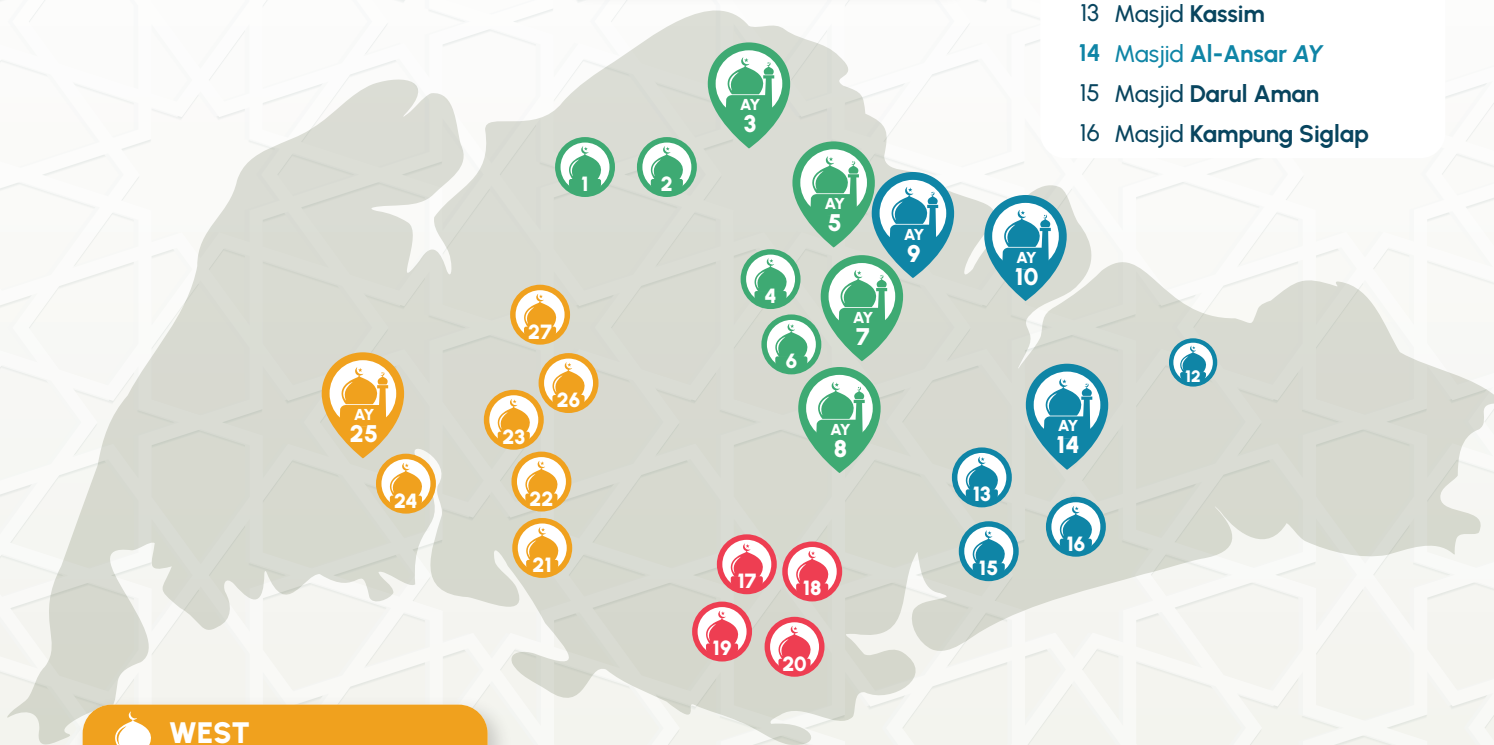 13 Masjid Kassim
14 Masjid Al-Ansar AY
15 Masjid Darul Aman
16 Masjid Kampung Siglap
AY
3
1
2
AY
5
AY
9
AY
10
4
AY
7
27
6
12
26
AY
25
23
AY
8
AY
14
24
22
13
21
16
15
17
18
19
20
WEST